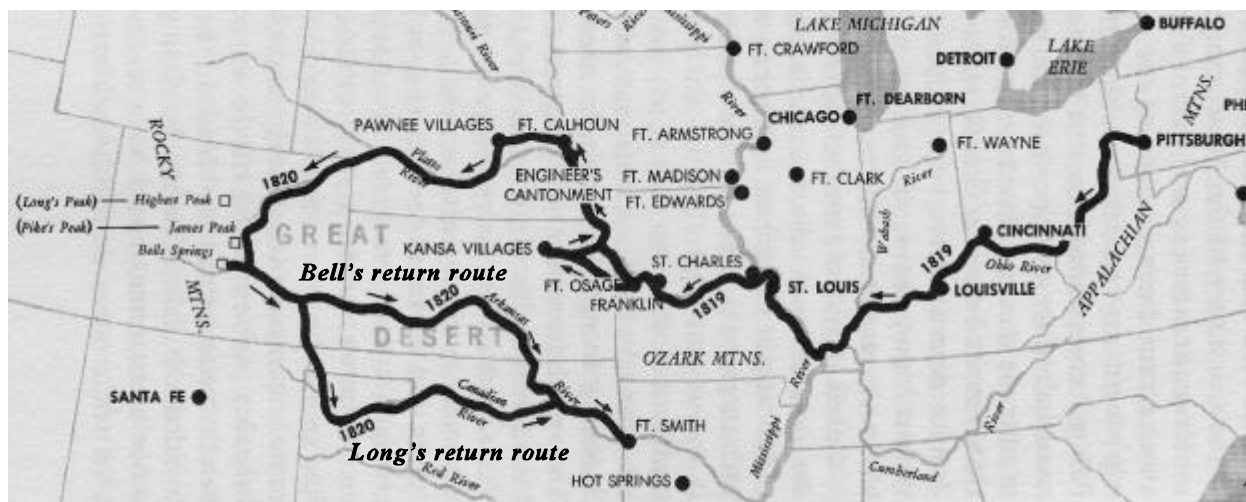 LAKE MICHIGAN
BUFFALO
Mississippi
River
FT. CRAWFORD
DETROIT
LAKE
ERIE
MTNS.
River
FT. DEARBORN
CHICAGO
ROCKY
PAWNEE VILLAGES
FT. CALHOUN
FT. ARMSTRONG
FT. WAYNE
PITTSBURGH
Platte
River
ENGINEER'S
CANTONMENT
FT. MADISON
FT. CLARK
River
1820
(Long's Peak)
Highest Peak
FT. EDWARDS
Wabash
(Pike's Peak)
James Peak
GREAT
KANSA VILLAGES
CINCINNATI
Bells Springs
Bell's return route
ST. CHARLES
1819
Ohio River
APPALACHIAN
FT. OSAGE
FRANKLIN
ST. LOUIS
LOUISVILLE
MTNS.
1820
Arkansas
1819
DESERT
OZARK MTNS.
River
SANTA FE
Canadian
River
River
1820
FT. SMITH
River
Long's return route
Mississippi
Red River
HOT SPRINGS
Cumberland